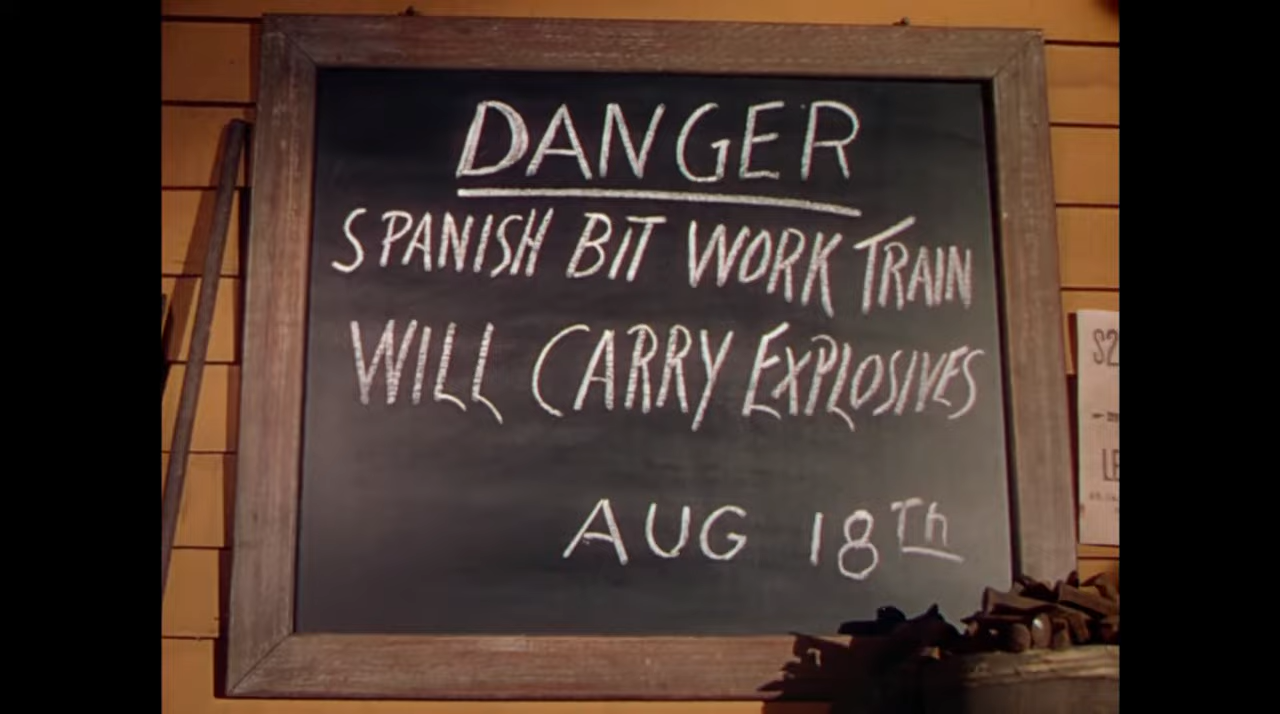 DANGER
SPANISH BIT WORK TRAIN
WILL CARRY EXPLOSIVES
AUG 18Th